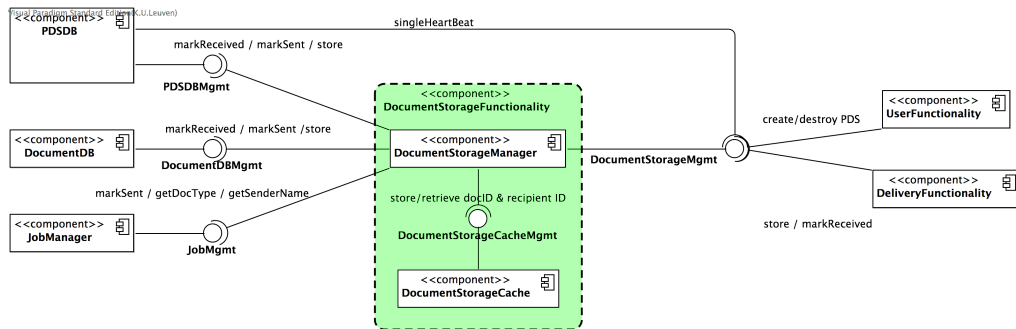 Visual Paradigm Standard Edition(K.U.Leuven)
<<component>>
PDSDB
singleHeartBeat
markReceived / markSent / store
PDSDBMgmt
<<component>>
DocumentStorageFunctionality
<<component>>
UserFunctionality
create/destroy PDS
markReceived / markSent /store
<<component>>
DocumentDB
DocumentDBMgmt
<<component>>
DocumentStorageManager
DocumentStorageMgmt
<<component>>
DeliveryFunctionality
markSent / getDocType / getSenderName
store/retrieve docID & recipient ID
<<component>>
JobManager
JobMgmt
DocumentStorageCacheMgmt
store / markReceived
<<component>>
DocumentStorageCache